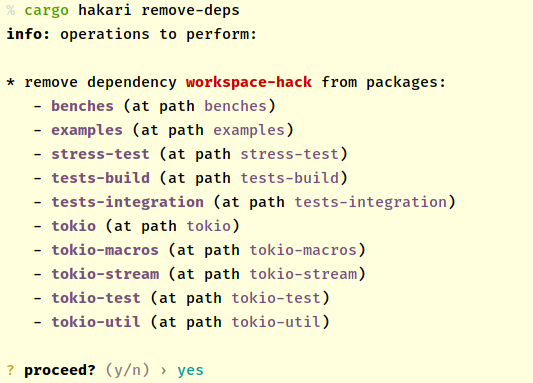 % cargo hakari remove-deps
info: operations to perform:
* remove dependency workspace-hack from packages:
- benches (at path benches)
- examples (at path examples)
- stress-test (at path stress-test)
- tests-build (at path tests-build)
- tests-integration (at path tests-integration)
- tokio (at path tokio)
- tokio-macros (at path tokio-macros)
- tokio-stream (at path tokio-stream)
- tokio-test (at path tokio-test)
- tokio-util (at path tokio-util)
? proceed? (y/n) › yes